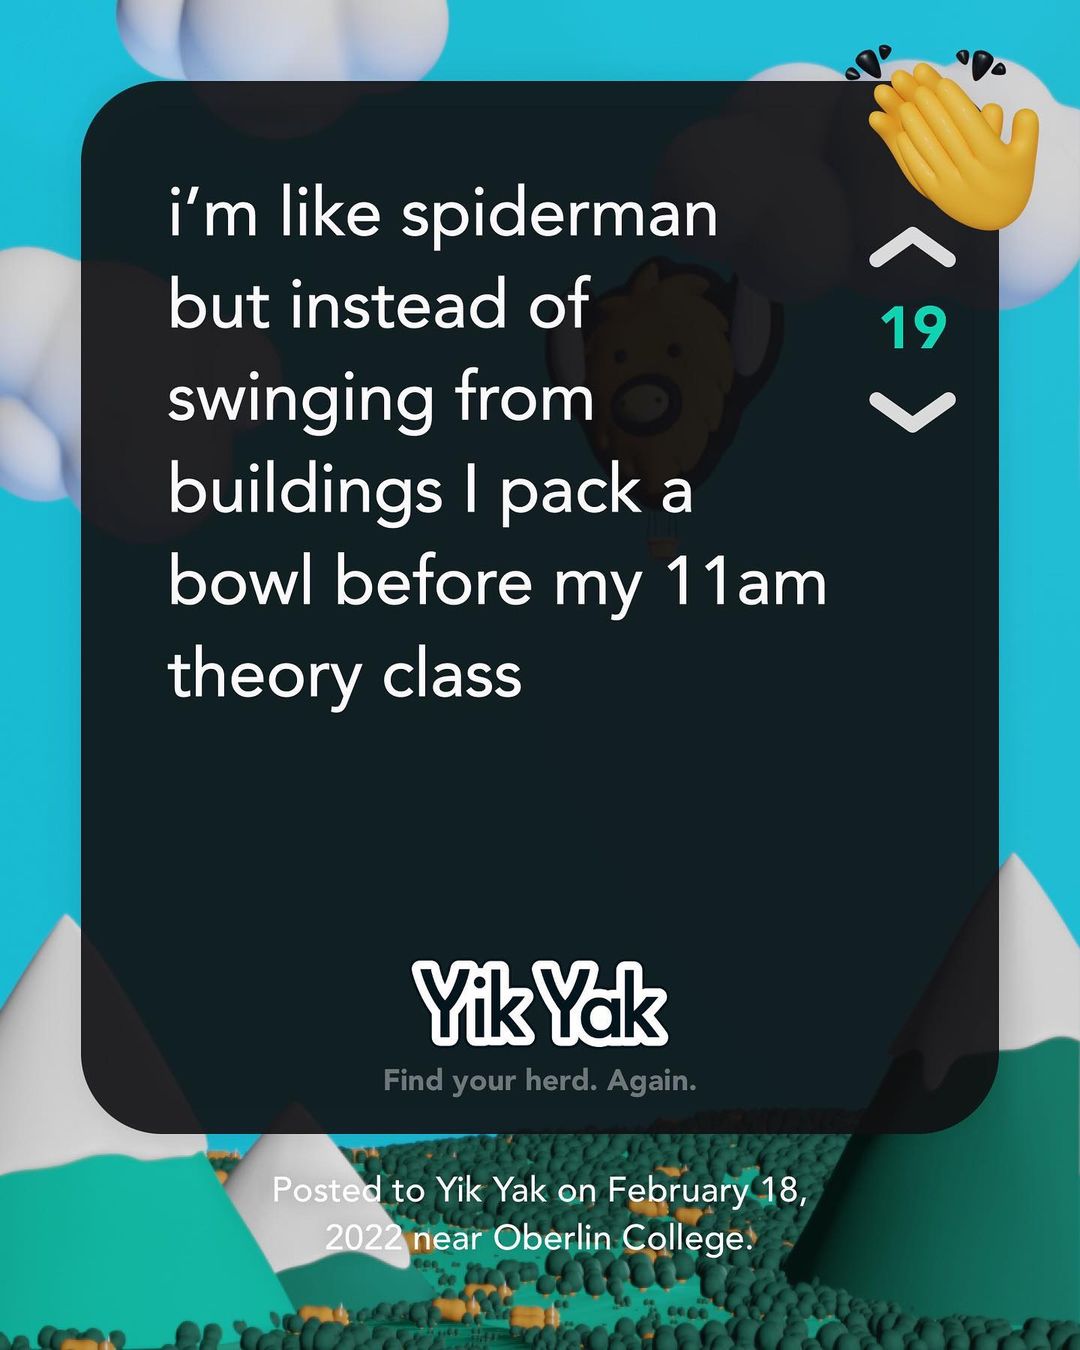 i’m like spiderman
but instead of
swinging from
buildings I pack a
bowl before my 11am
theory class
19
Yik Yak
Find your herd. Again.
Posted to Yik Yak on February 18,
2022 near Oberlin College.